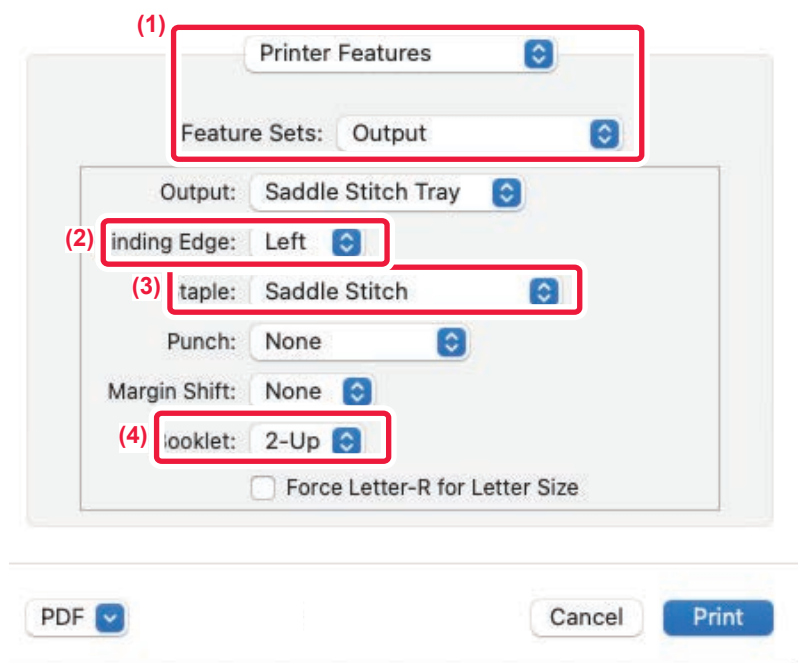 (1)
Printer Features
Feature Sets: Output
Output: Saddle Stitch Tray
(2) inding Edge: Left
(3) taple: Saddle Stitch
Punch: None
Margin Shift: None
(4) ooklet: 2-Up
Force Letter-R for Letter Size
PDF Cancel Print